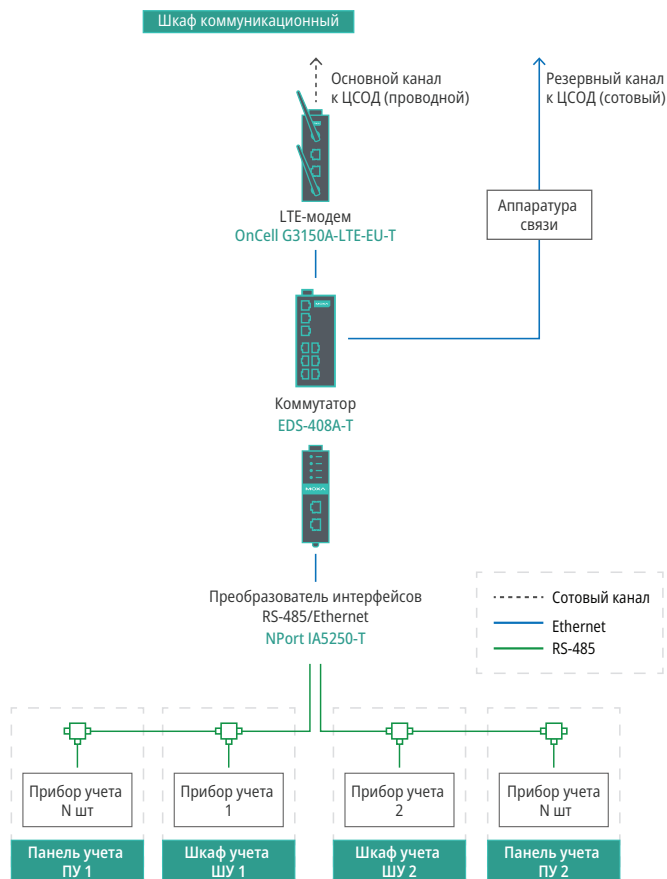 Шкаф коммуникационный
Основной канал
к ЦСОД (проводной)
Резервный канал
к ЦСОД (сотовый)
Аппаратура
связи
LTE-модем
OnCell G3150A-LTE-EU-T
Коммутатор
EDS-408A-T
MOXA
Преобразователь интерфейсов
RS-485/Ethernet
NPort IA5250-T
Сотовый канал
Ethernet
RS-485
Прибор учета
N шт
Прибор учета
1
Прибор учета
2
Прибор учета
N шт
Панель учета
ПУ 1
Шкаф учета
ШУ 1
Шкаф учета
ШУ 2
Панель учета
ПУ 2